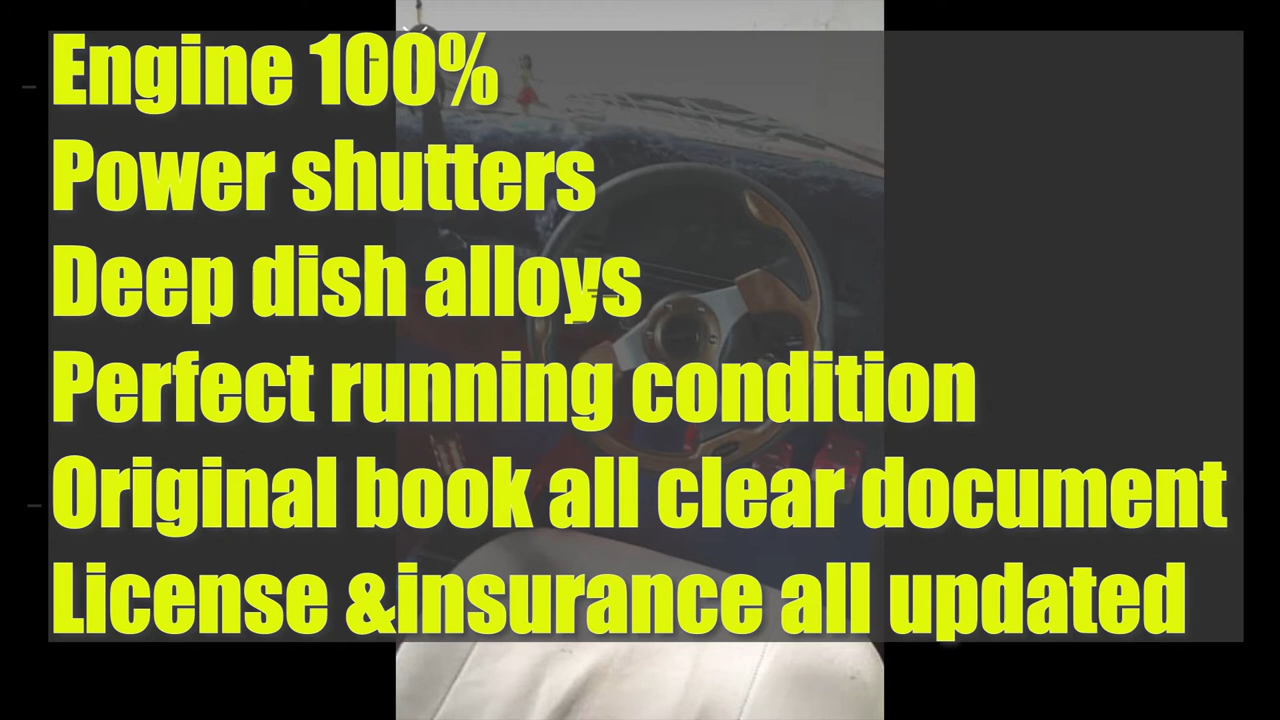 Engine 100%
Power shutters
Deep dish alloys
Perfect running condition
Original book all clear document
License &insurance all updated